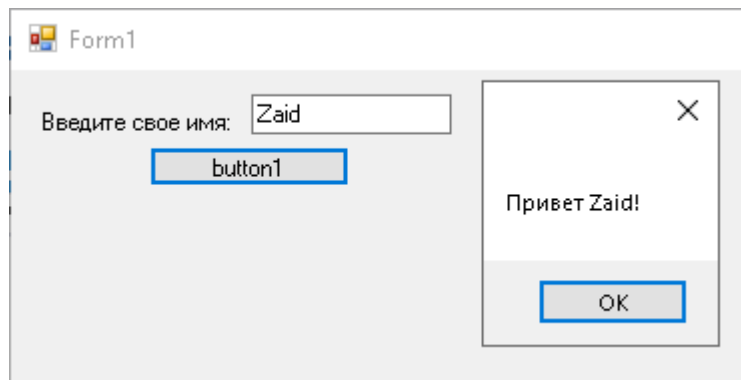 Form1
Введите свое имя: Zaid
button1
Привет Zaid!
OK